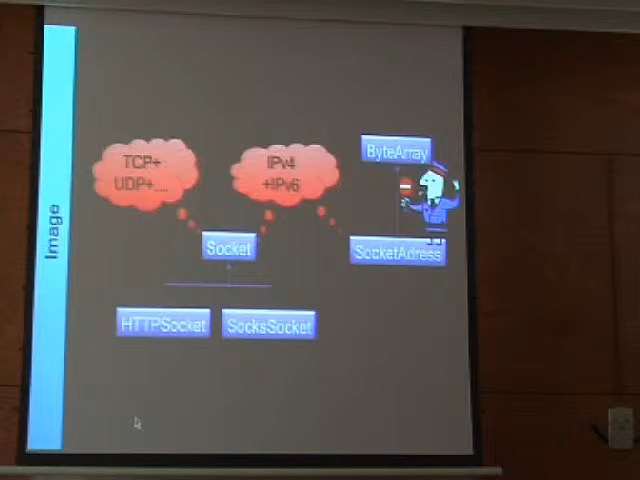 Image
TCP+
UDP+....
IPv4
+IPv6
ByteArray
Socket
SocketAdress
HTTPSocket
SocksSocket